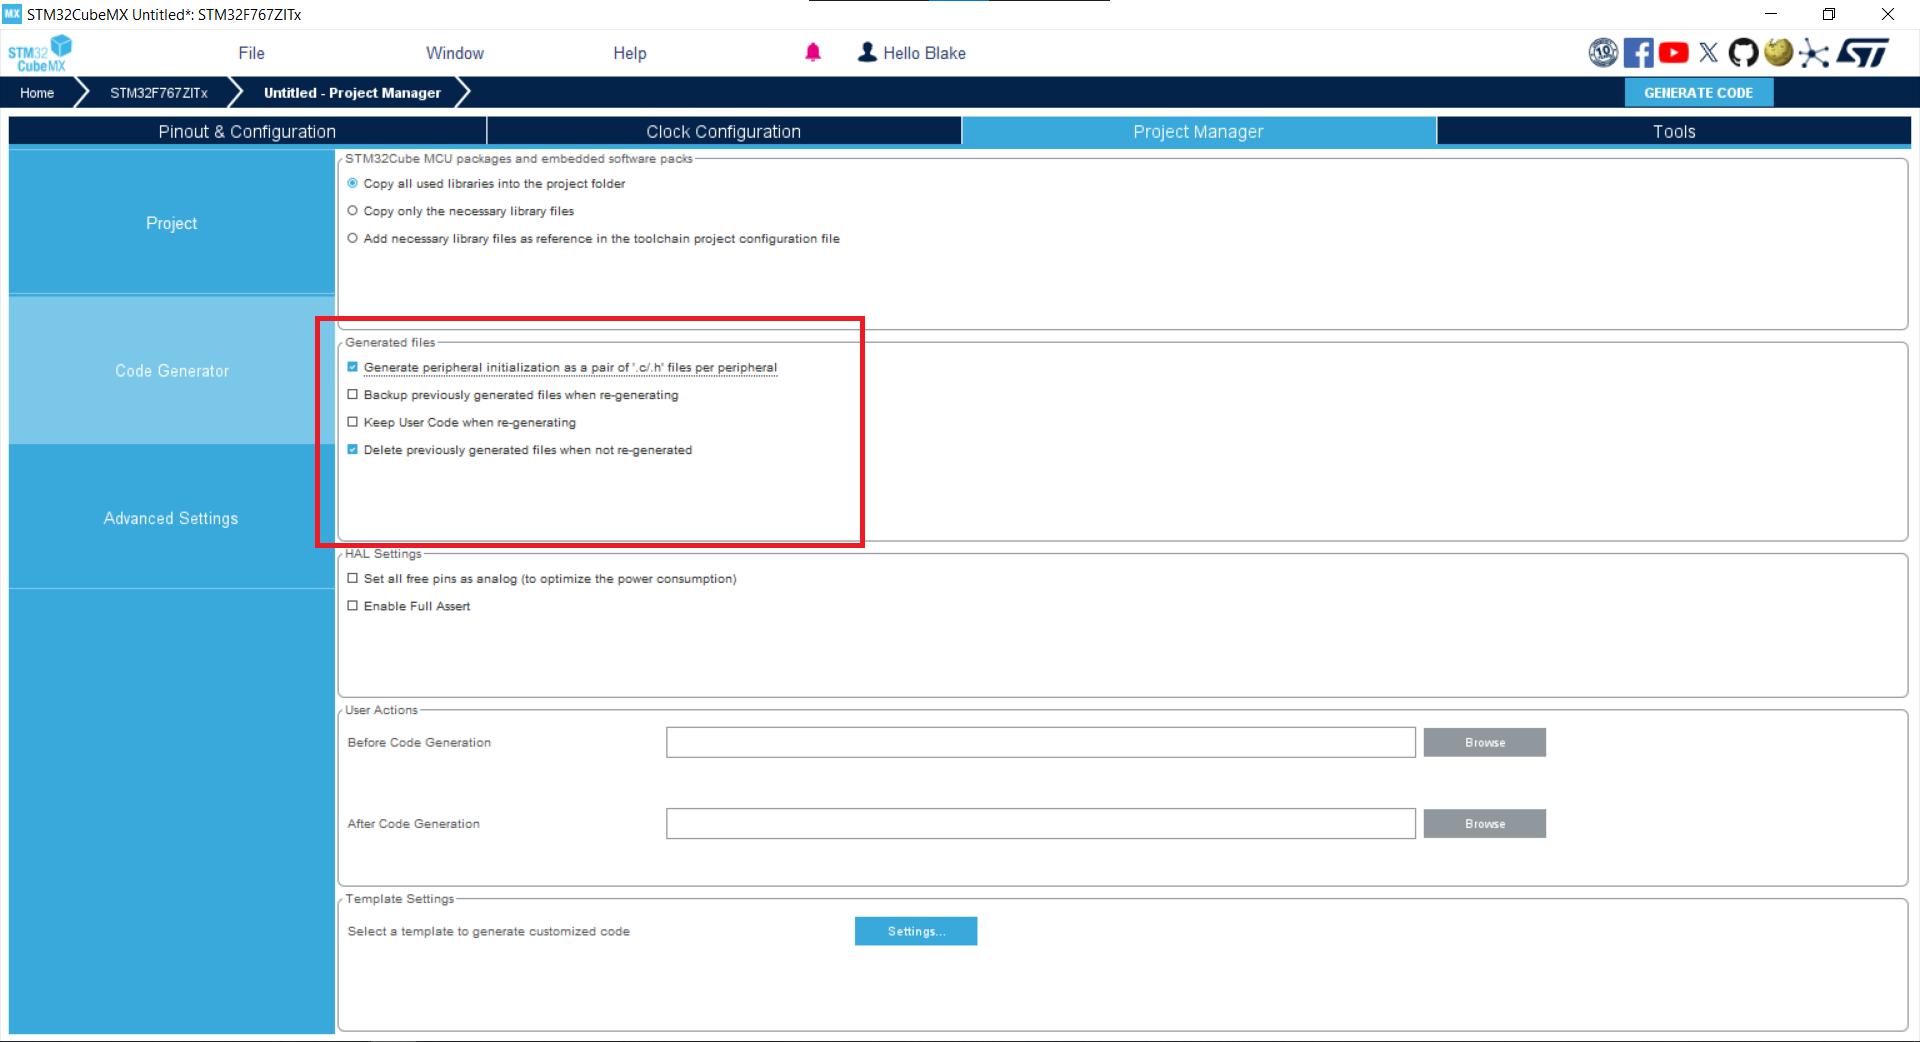 MX STM32CubeMX Untitled*: STM32F767ZITx
STM32
CubeMX
File Window Help Hello Blake
10
Home STM32F767ZITx Untitled - Project Manager GENERATE CODE
Pinout & Configuration Clock Configuration Project Manager Tools
Project
Code Generator
Advanced Settings
STM32Cube MCU packages and embedded software packs
Copy all used libraries into the project folder
Copy only the necessary library files
Add necessary library files as reference in the toolchain project configuration file
Generated files
Generate peripheral initialization as a pair of '.c/.h' files per peripheral
Backup previously generated files when re-generating
Keep User Code when re-generating
Delete previously generated files when not re-generated
HAL Settings
Set all free pins as analog (to optimize the power consumption)
Enable Full Assert
User Actions
Before Code Generation Browse
After Code Generation Browse
Template Settings
Select a template to generate customized code Settings...